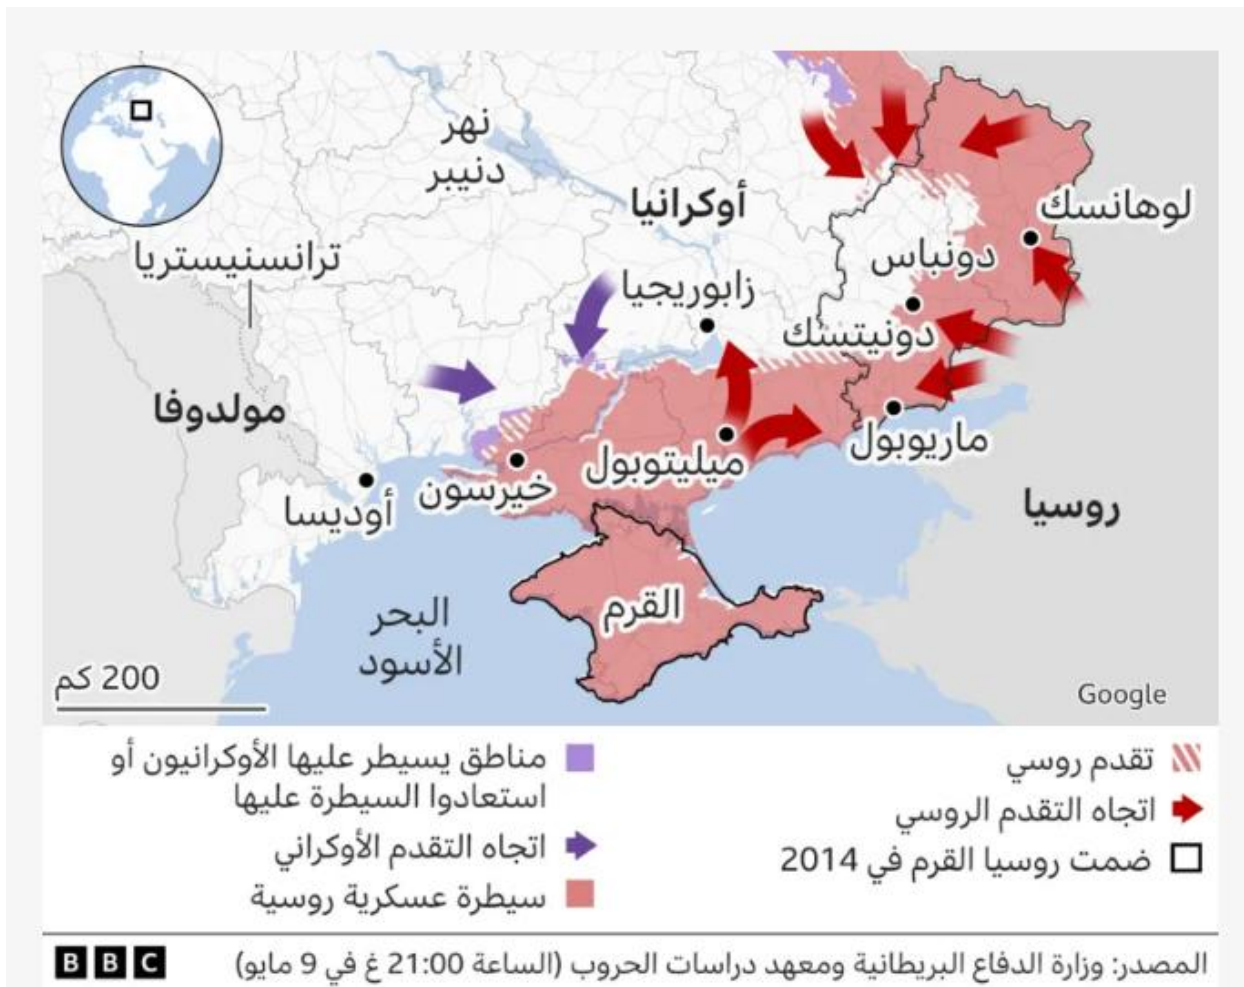 نهر
دنيبر
أوكرانيا
لوهانسك
ترانسنيستريا
دونباس
زابوريجيا
دونيتسك
مولدوفا
ماريوبول
ميليتوبول
خيرسون
أوديسا
روسيا
القرم
البحر
الأسود
200 كم
Google
تقدم روسي
اتجاه التقدم الروسي
ضمت روسيا القرم في 2014
مناطق يسيطر عليها الأوكرانيون أو
استعادوا السيطرة عليها
اتجاه التقدم الأوكراني
سيطرة عسكرية روسية
المصدر: وزارة الدفاع البريطانية ومعهد دراسات الحروب (الساعة 21:00 غ في 9 مايو)
BBC